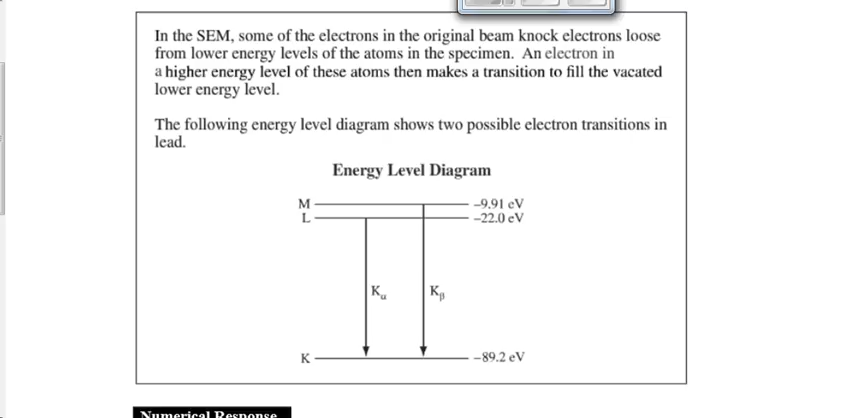 In the SEM, some of the electrons in the original beam knock electrons loose
from lower energy levels of the atoms in the specimen. An electron in
a higher energy level of these atoms then makes a transition to fill the vacated
lower energy level.
The following energy level diagram shows two possible electron transitions in
lead.
Energy Level Diagram
M –9.91 eV
L –22.0 eV
Kα Kβ
K –89.2 eV
Numerical Response